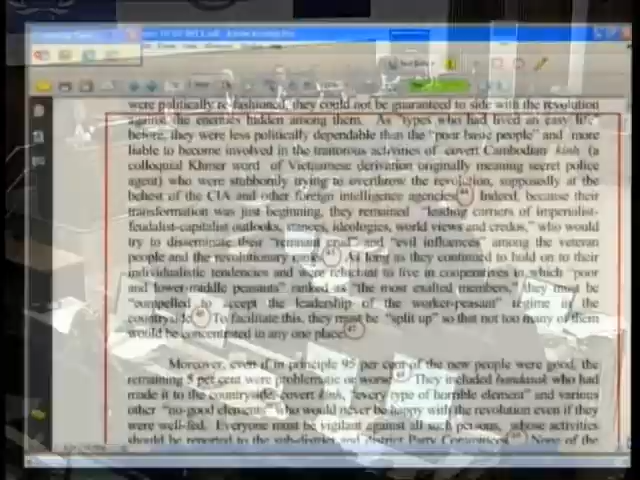 were politically re-fashioned, they could not be guaranteed to side with the revolution
against the enemies hidden among them. As "types who had lived an easy life"
before, they were less politically dependable than the "poor basic people" and more
liable to become involved in the traitorous activities of covert Cambodian kinh (a
colloquial Khmer word of Vietnamese derivation originally meaning secret police
agent) who were stubbornly trying to overthrow the revolution, supposedly at the
behest of the CIA and other foreign intelligence agencies. Indeed, because their
transformation was just beginning, they remained "leading carriers of imperialist-
feudalist-capitalist outlooks, stances, ideologies, world views and credos," who would
try to disseminate their "remnant" and "evil influences" among the veteran
people and the revolutionary As long as they continued to hold on to their
individualistic tendencies and were reluctant to live in cooperatives in which "poor
and lower-middle peasants" ranked as "the most exalted members," they must be
"compelled to accept the leadership of the worker-peasant" regime in the
countryside. To facilitate this, they must be "split up" so that not too many of them
would be concentrated in any one place. 47
Moreover, even if in principle 95 per cent of the new people were good, the
remaining 5 per cent were problematic or worse. They included who had
made it to the countryside, covert kinh, "every type of horrible element" and various
other "no-good elements" who would never be happy with the revolution even if they
were well-fed. Everyone must be vigilant against all such persons, whose activities
should be reported to the sub-district and district Party Committees. None of the